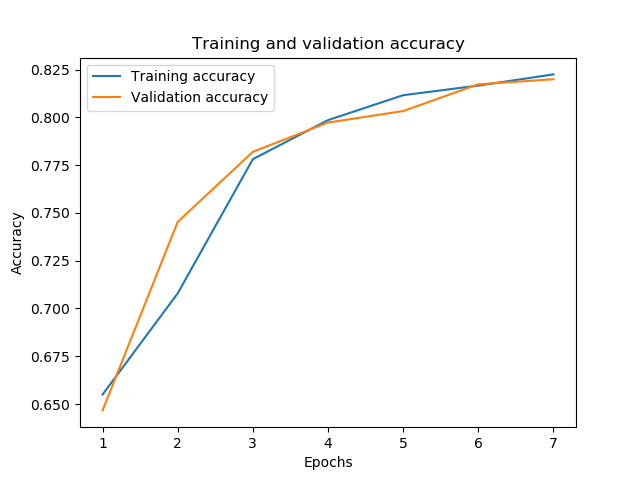 Training and validation accuracy
Training accuracy
Validation accuracy
0.825
0.800
0.775
0.750
0.725
0.700
0.675
0.650
Accuracy
1 2 3 4 5 6 7
Epochs